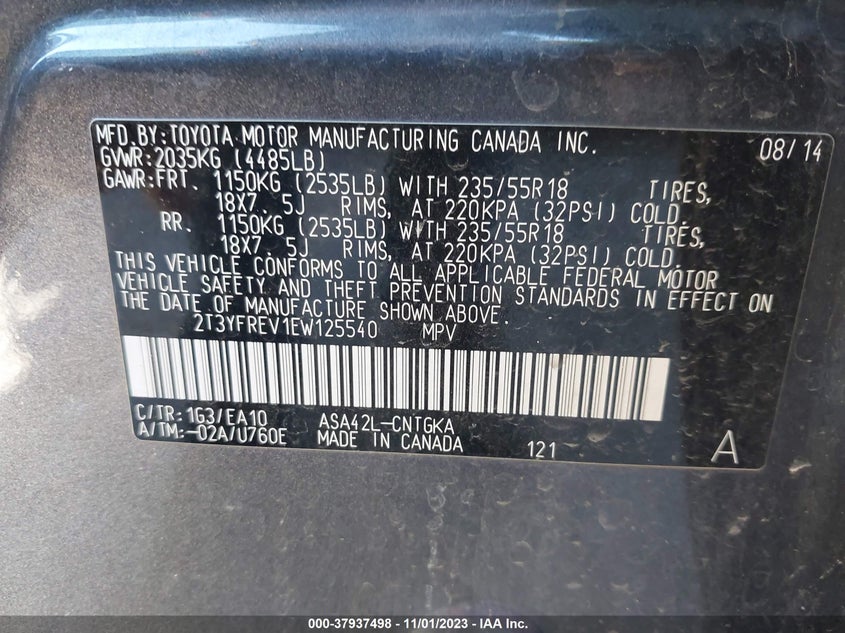 MFD.BY:TOYOTA MOTOR MANUFACTURING CANADA INC. 08/14
GVWR:2035KG (4485LB)
GAWR:FRT. 1150KG (2535LB) WITH 235/55R18 TIRES,
18X7.5J RIMS, AT 220KPA (32PSI) COLD.
RR. 1150KG (2535LB) WITH 235/55R18 TIRES,
18X7.5J RIMS, AT 220KPA (32PSI) COLD.
THIS VEHICLE CONFORMS TO ALL APPLICABLE FEDERAL MOTOR
VEHICLE SAFETY AND THEFT PREVENTION STANDARDS IN EFFECT ON
THE DATE OF MANUFACTURE SHOWN ABOVE.
2T3YFREV1EW125540 MPV
C/TR:1G3/EA10 ASA42L-CNTGKA
A/TM:-02A/U760E MADE IN CANADA 121 A
000-37937498 - 11/01/2023 - IAA Inc.